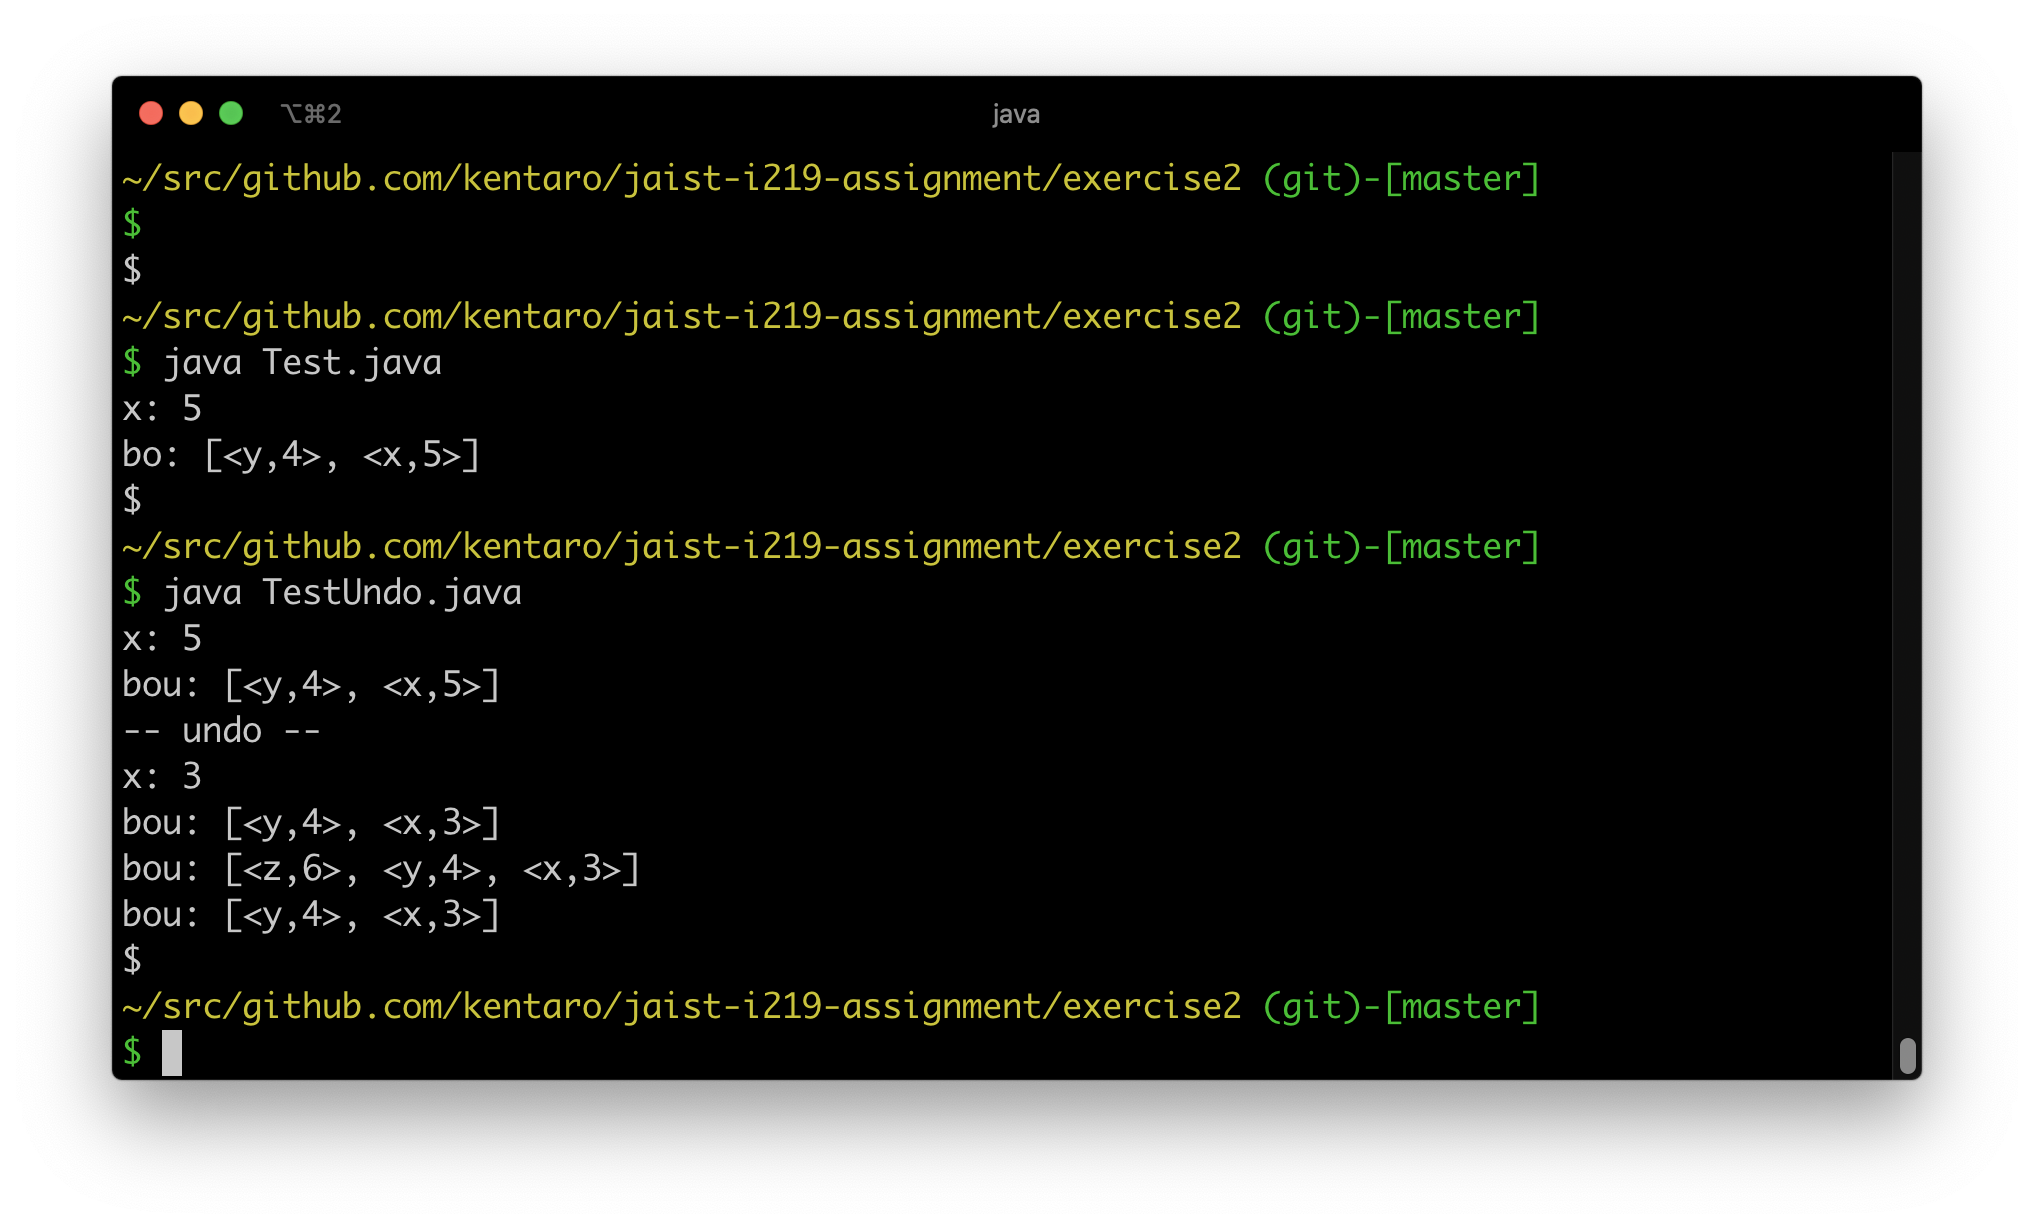 ⌥⌘2
java
~/src/github.com/kentaro/jaist-i219-assignment/exercise2 (git)-[master]
$
$
~/src/github.com/kentaro/jaist-i219-assignment/exercise2 (git)-[master]
$ java Test.java
x: 5
bo: [<y,4>, <x,5>]
$
~/src/github.com/kentaro/jaist-i219-assignment/exercise2 (git)-[master]
$ java TestUndo.java
x: 5
bou: [<y,4>, <x,5>]
-- undo --
x: 3
bou: [<y,4>, <x,3>]
bou: [<z,6>, <y,4>, <x,3>]
bou: [<y,4>, <x,3>]
$
~/src/github.com/kentaro/jaist-i219-assignment/exercise2 (git)-[master]
$